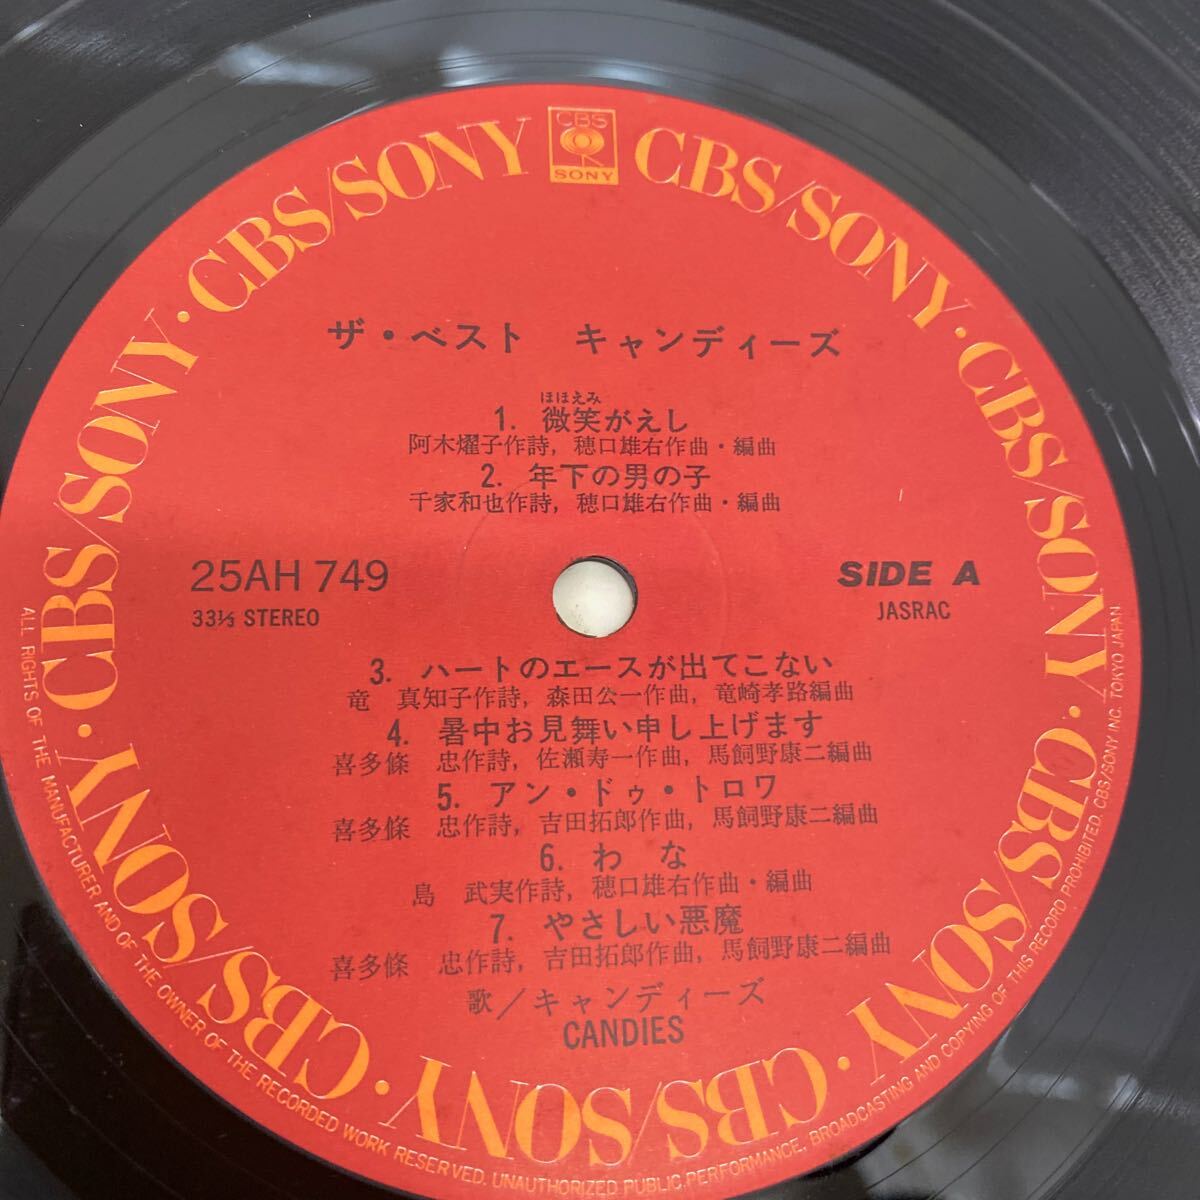 CBS
SONY
CBS/SONY · CBS/SONY · CBS/SONY · CBS/SONY · CBS/SONY · CBS/SONY · CBS/SONY · CBS/SONY · CBS/SONY
ザ・ベスト キャンディーズ
ほほえみ
1. 微笑がえし
阿木燿子作詩, 穂口雄右作曲・編曲
2. 年下の男の子
千家和也作詩, 穂口雄右作曲・編曲
25AH 749
33⅓ STEREO
SIDE A
JASRAC
3. ハートのエースが出てこない
竜 真知子作詩, 森田公一作曲, 竜崎孝路編曲
4. 暑中お見舞い申し上げます
喜多條 忠作詩, 佐瀬寿一作曲, 馬飼野康二編曲
5. アン・ドゥ・トロワ
喜多條 忠作詩, 吉田拓郎作曲, 馬飼野康二編曲
6. わな
島 武実作詩, 穂口雄右作曲・編曲
7. やさしい悪魔
喜多條 忠作詩, 吉田拓郎作曲, 馬飼野康二編曲
歌/キャンディーズ
CANDIES
ALL RIGHTS OF THE MANUFACTURER AND OF THE OWNER OF THE RECORDED WORK RESERVED. UNAUTHORIZED PUBLIC PERFORMANCE, BROADCASTING AND COPYING OF THIS RECORD PROHIBITED. CBS/SONY INC. TOKYO JAPAN